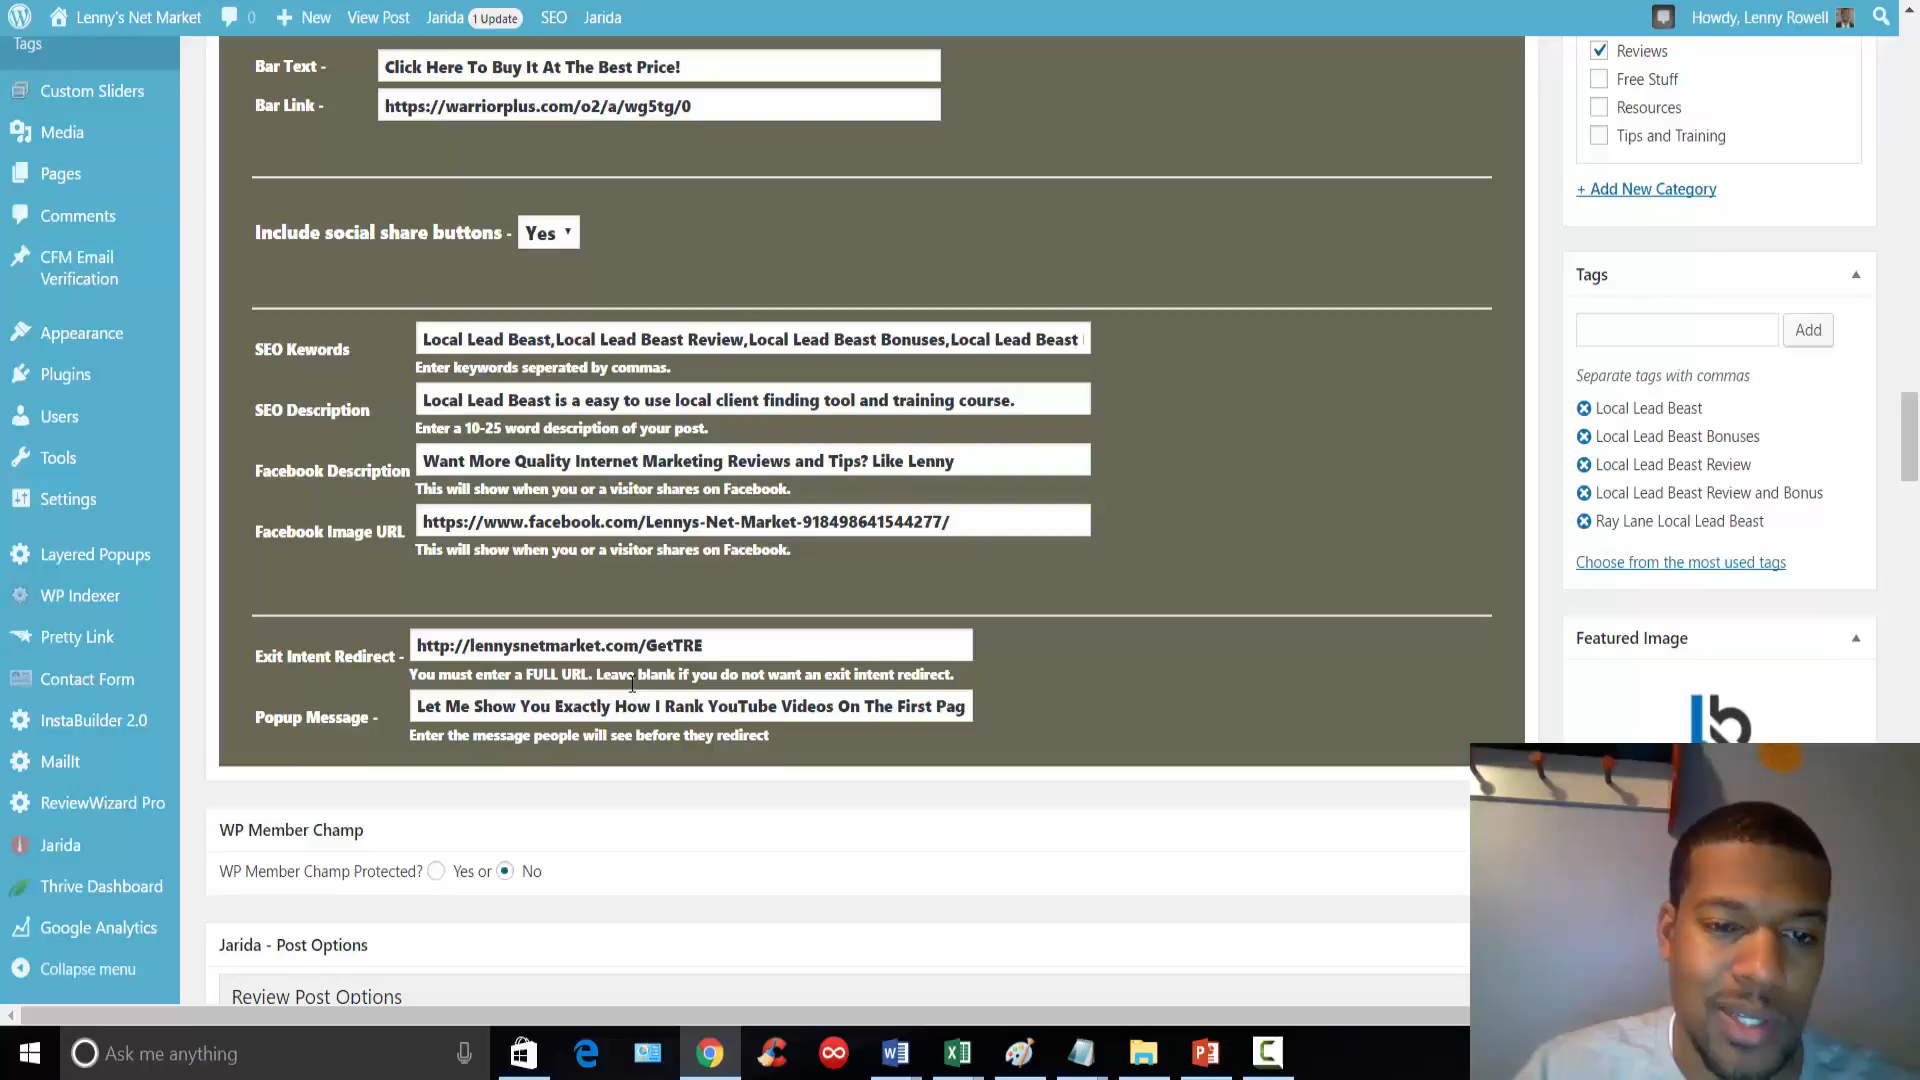 Lenny's Net Market
0
New
View Post
Jarida
1 Update
SEO
Jarida
Howdy, Lenny Rowell
Tags
Custom Sliders
Media
Pages
Comments
CFM Email
Verification
Appearance
Plugins
Users
Tools
Settings
Layered Popups
WP Indexer
Pretty Link
Contact Form
InstaBuilder 2.0
MailIt
ReviewWizard Pro
Jarida
Thrive Dashboard
Google Analytics
Collapse menu
Bar Text - Click Here To Buy It At The Best Price!
Bar Link - https://warriorplus.com/o2/a/wg5tg/0
Include social share buttons - Yes
SEO Kewords Local Lead Beast,Local Lead Beast Review,Local Lead Beast Bonuses,Local Lead Beast
Enter keywords seperated by commas.
SEO Description Local Lead Beast is a easy to use local client finding tool and training course.
Enter a 10-25 word description of your post.
Facebook Description Want More Quality Internet Marketing Reviews and Tips? Like Lenny
This will show when you or a visitor shares on Facebook.
Facebook Image URL https://www.facebook.com/Lennys-Net-Market-918498641544277/
This will show when you or a visitor shares on Facebook.
Exit Intent Redirect - http://lennysnetmarket.com/GetTRE
You must enter a FULL URL. Leave blank if you do not want an exit intent redirect.
Popup Message - Let Me Show You Exactly How I Rank YouTube Videos On The First Pag
Enter the message people will see before they redirect
WP Member Champ
WP Member Champ Protected? Yes or No
Jarida - Post Options
Review Post Options
Reviews
Free Stuff
Resources
Tips and Training
+ Add New Category
Tags
Add
Separate tags with commas
Local Lead Beast
Local Lead Beast Bonuses
Local Lead Beast Review
Local Lead Beast Review and Bonus
Ray Lane Local Lead Beast
Choose from the most used tags
Featured Image
Ask me anything